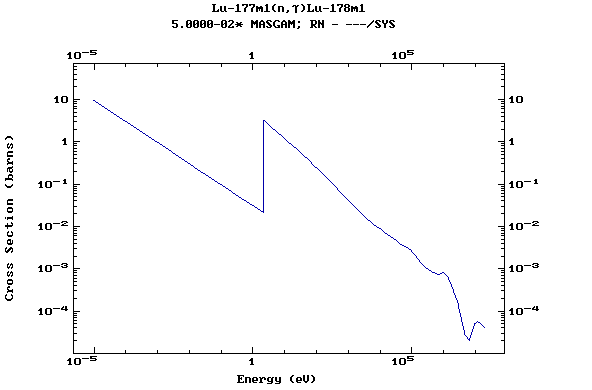 Lu-177m1(n,γ)Lu-178m1
5.0000-02* MASGAM; RN - ---/SYS
10⁻⁵ 1 10⁵
10 10
1 1
10⁻¹ 10⁻¹
10⁻² 10⁻²
10⁻³ 10⁻³
10⁻⁴ 10⁻⁴
Cross Section (barns)
10⁻⁵ 1 10⁵
Energy (eV)